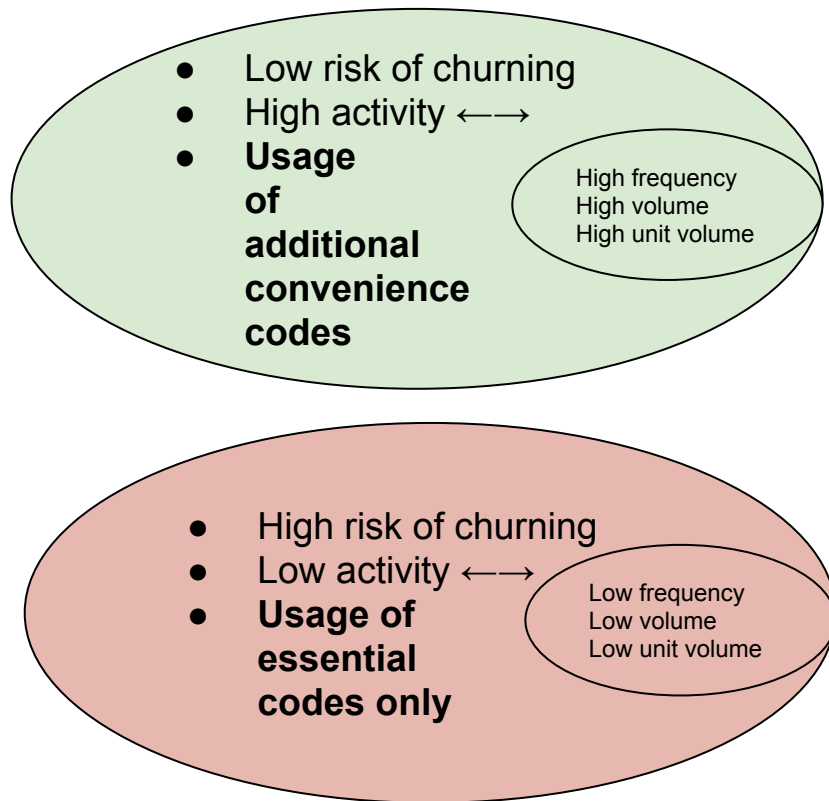 ● Low risk of churning
● High activity ←→
● Usage
of
additional
convenience
codes
High frequency
High volume
High unit volume
● High risk of churning
● Low activity ←→
● Usage of
essential
codes only
Low frequency
Low volume
Low unit volume